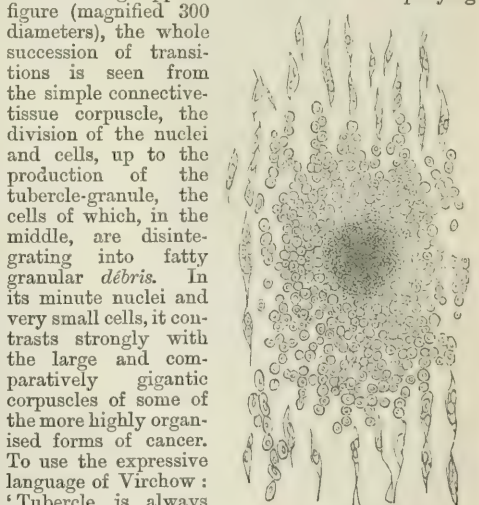 figure (magnified 300
diameters), the whole
succession of transi-
tions is seen from
the simple connective-
tissue corpuscle, the
division of the nuclei
and cells, up to the
production of the
tubercle-granule, the
cells of which, in the
middle, are disinte-
grating into fatty
granular débris. In
its minute nuclei and
very small cells, it con-
trasts strongly with
the large and com-
paratively gigantic
corpuscles of some of
the more highly organ-
ised forms of cancer.
To use the expressive
language of Virchow :
‘Tubercle is always